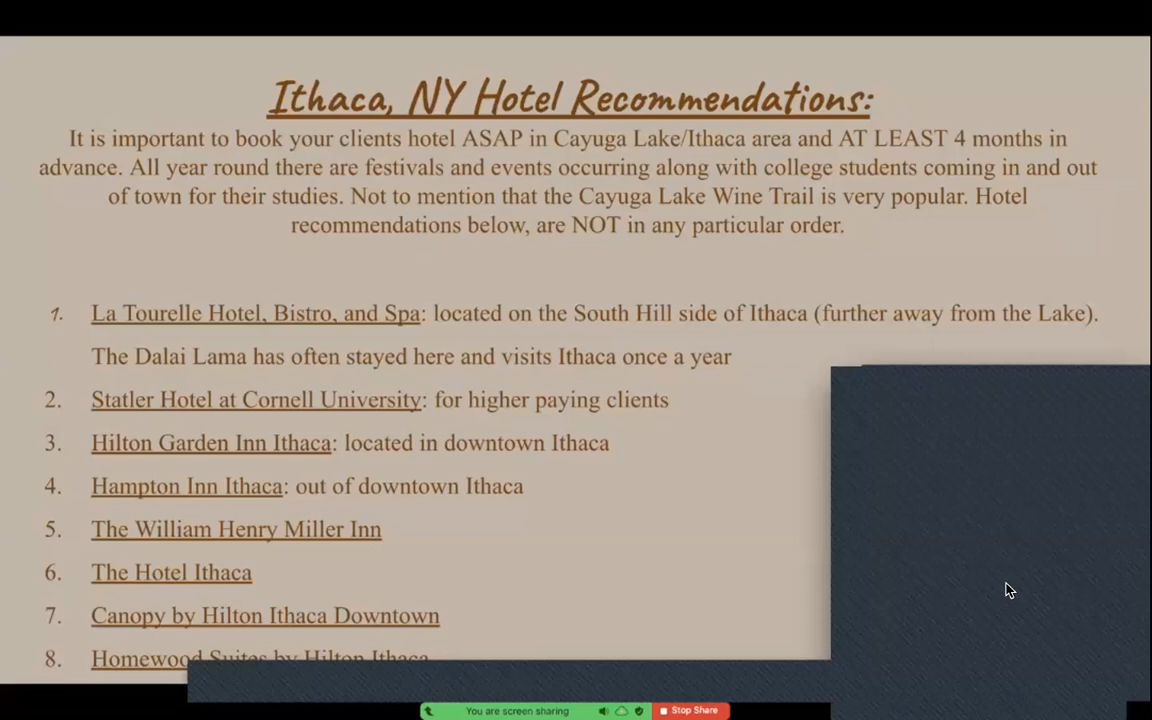 Ithaca, NY Hotel Recommendations:
It is important to book your clients hotel ASAP in Cayuga Lake/Ithaca area and AT LEAST 4 months in
advance. All year round there are festivals and events occurring along with college students coming in and out
of town for their studies. Not to mention that the Cayuga Lake Wine Trail is very popular. Hotel
recommendations below, are NOT in any particular order.
1. La Tourelle Hotel, Bistro, and Spa: located on the South Hill side of Ithaca (further away from the Lake).
The Dalai Lama has often stayed here and visits Ithaca once a year
2. Statler Hotel at Cornell University: for higher paying clients
3. Hilton Garden Inn Ithaca: located in downtown Ithaca
4. Hampton Inn Ithaca: out of downtown Ithaca
5. The William Henry Miller Inn
6. The Hotel Ithaca
7. Canopy by Hilton Ithaca Downtown
8. Homewood Suites by Hilton Ithaca
You are screen sharing Stop Share